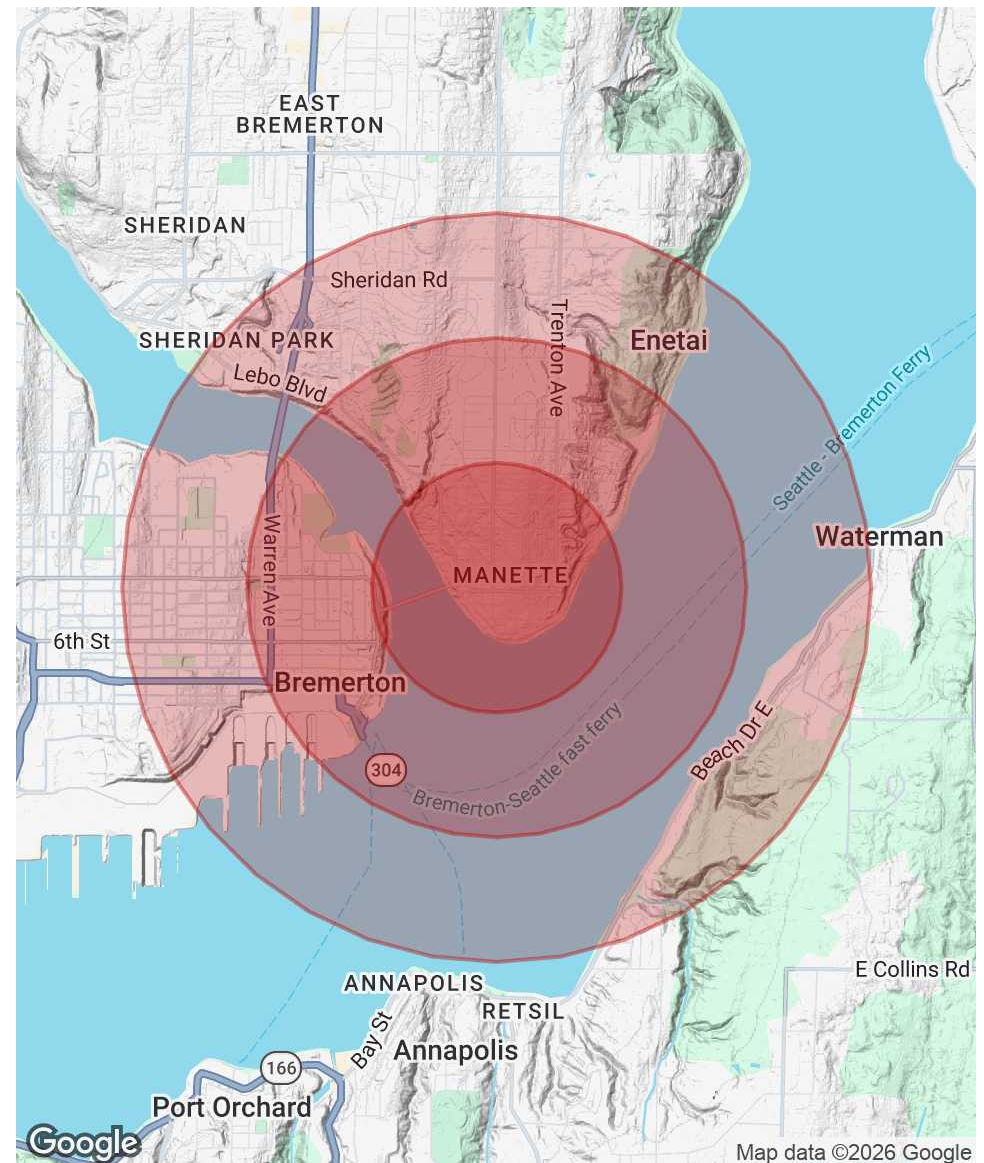 EAST
BREMERTON
SHERIDAN
Sheridan Rd
Trenton Ave
SHERIDAN PARK
Enetai
Lebo Blvd
Seattle - Bremerton Ferry
Warren Ave
Waterman
MANETTE
6th St
Bremerton
Beach Dr E
304
Bremerton-Seattle fast ferry
E Collins Rd
ANNAPOLIS
RETSIL
Bay St
Annapolis
166
Port Orchard
Google
Map data ©2026 Google